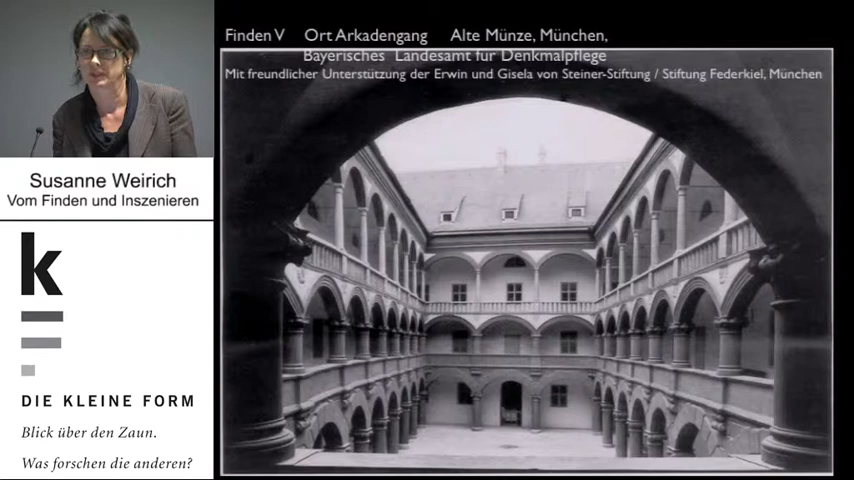 Finden V Ort Arkadengang Alte Münze, München,
Bayerisches Landesamt für Denkmalpflege
Mit freundlicher Unterstützung der Erwin und Gisela von Steiner-Stiftung / Stiftung Federkiel, München
Susanne Weirich
Vom Finden und Inszenieren
k
DIE KLEINE FORM
Blick über den Zaun.
Was forschen die anderen?